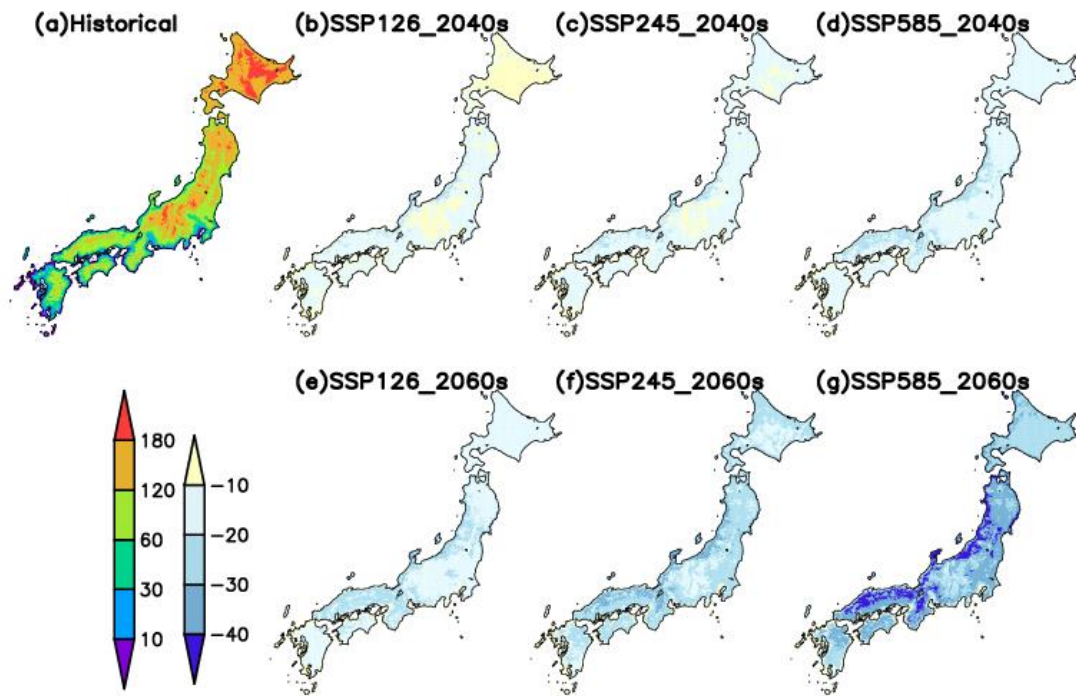 (a)Historical
(b)SSP126_2040s
(c)SSP245_2040s
(d)SSP585_2040s
(e)SSP126_2060s
(f)SSP245_2060s
(g)SSP585_2060s
180
120
60
30
10
-10
-20
-30
-40